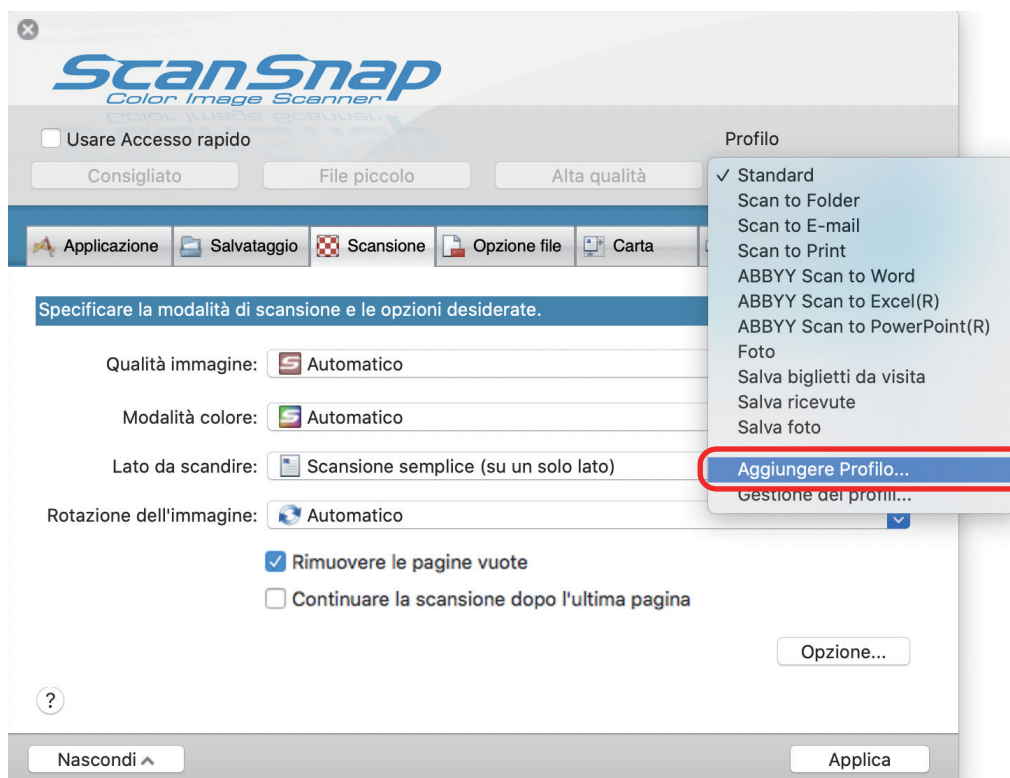 ScanSnap
Color Image Scanner
Usare Accesso rapido
Profilo
Consigliato File piccolo Alta qualità
✓ Standard
Scan to Folder
Scan to E-mail
Scan to Print
ABBYY Scan to Word
ABBYY Scan to Excel(R)
ABBYY Scan to PowerPoint(R)
Foto
Salva biglietti da visita
Salva ricevute
Salva foto
Aggiungere Profilo...
Gestione dei profili...
Applicazione Salvataggio Scansione Opzione file Carta
Specificare la modalità di scansione e le opzioni desiderate.
Qualità immagine: Automatico
Modalità colore: Automatico
Lato da scandire: Scansione semplice (su un solo lato)
Rotazione dell'immagine: Automatico
Rimuovere le pagine vuote
Continuare la scansione dopo l'ultima pagina
Opzione...
?
Nascondi Applica